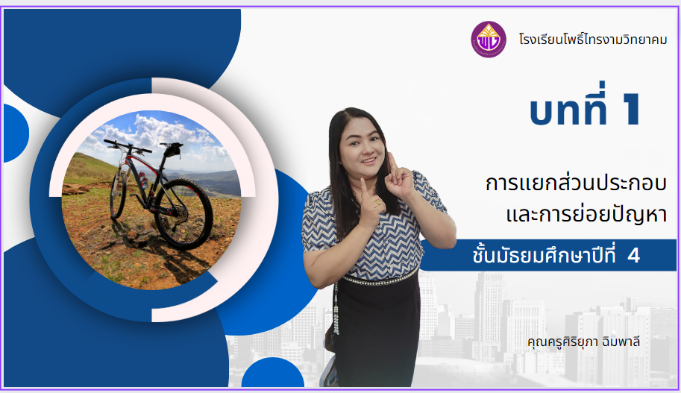 โรงเรียนโพธิ์ไทรงามวิทยาคม
บทที่ 1
การแยกส่วนประกอบ
และการย่อยปัญหา
ชั้นมัธยมศึกษาปีที่ 4
คุณครูศิริยุภา ฉิมพาลี